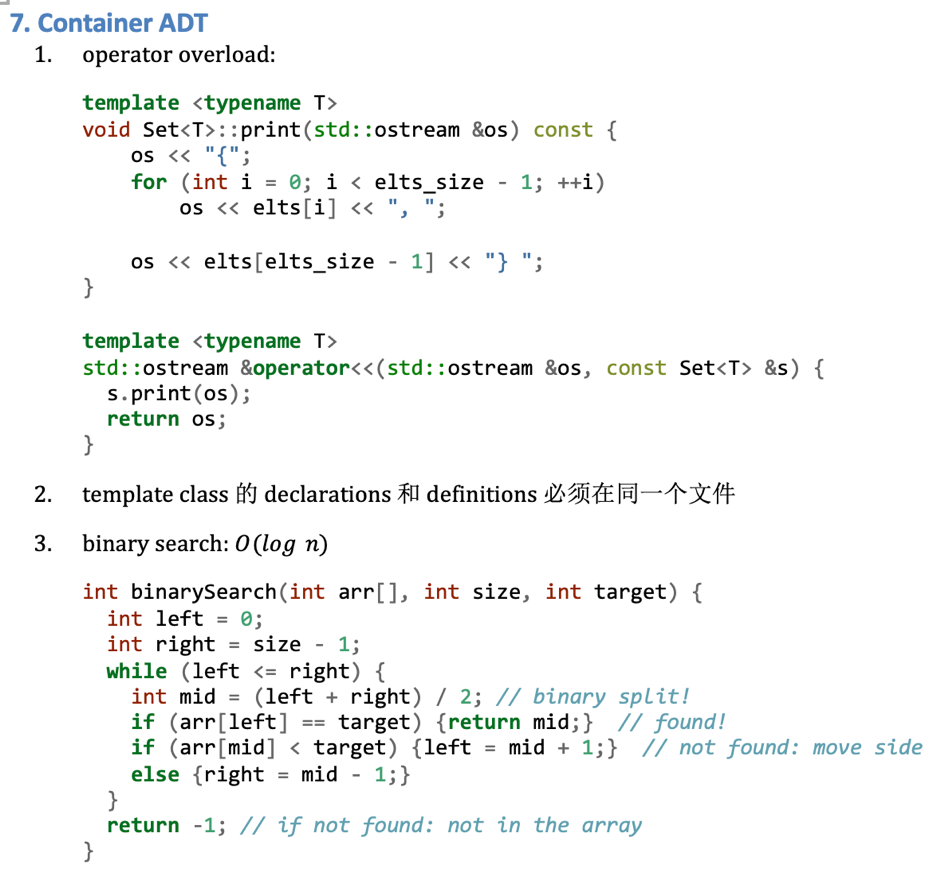 7. Container ADT
1. operator overload:
template <typename T>
void Set<T>::print(std::ostream &os) const {
    os << "{";
    for (int i = 0; i < elts_size - 1; ++i)
        os << elts[i] << ", ";
    os << elts[elts_size - 1] << "} ";
}
template <typename T>
std::ostream &operator<<(std::ostream &os, const Set<T> &s) {
  s.print(os);
  return os;
}
2. template class 的 declarations 和 definitions 必须在同一个文件
3. binary search: O(log n)
int binarySearch(int arr[], int size, int target) {
  int left = 0;
  int right = size - 1;
  while (left <= right) {
    int mid = (left + right) / 2; // binary split!
    if (arr[left] == target) {return mid;}  // found!
    if (arr[mid] < target) {left = mid + 1;}  // not found: move side
    else {right = mid - 1;}
  }
  return -1; // if not found: not in the array
}